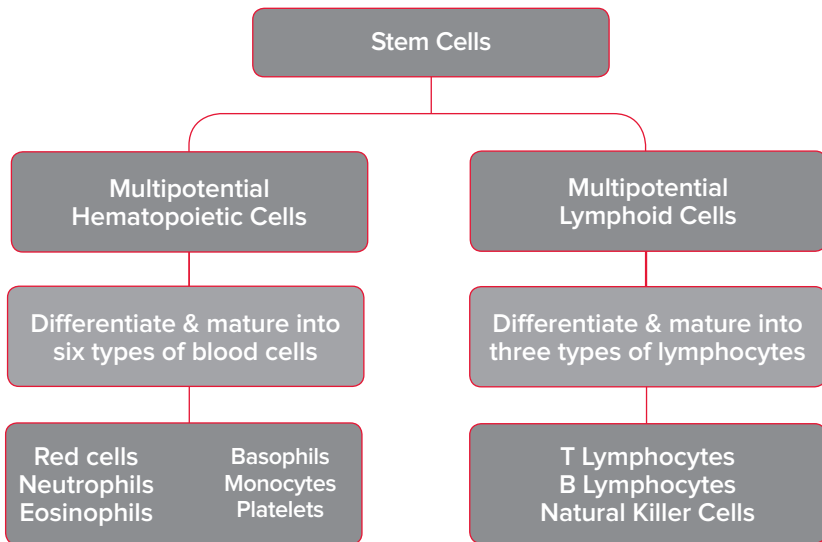 Stem Cells
Multipotential
Hematopoietic Cells
Differentiate & mature into
six types of blood cells
Red cells
Neutrophils
Eosinophils
Basophils
Monocytes
Platelets
Multipotential
Lymphoid Cells
Differentiate & mature into
three types of lymphocytes
T Lymphocytes
B Lymphocytes
Natural Killer Cells